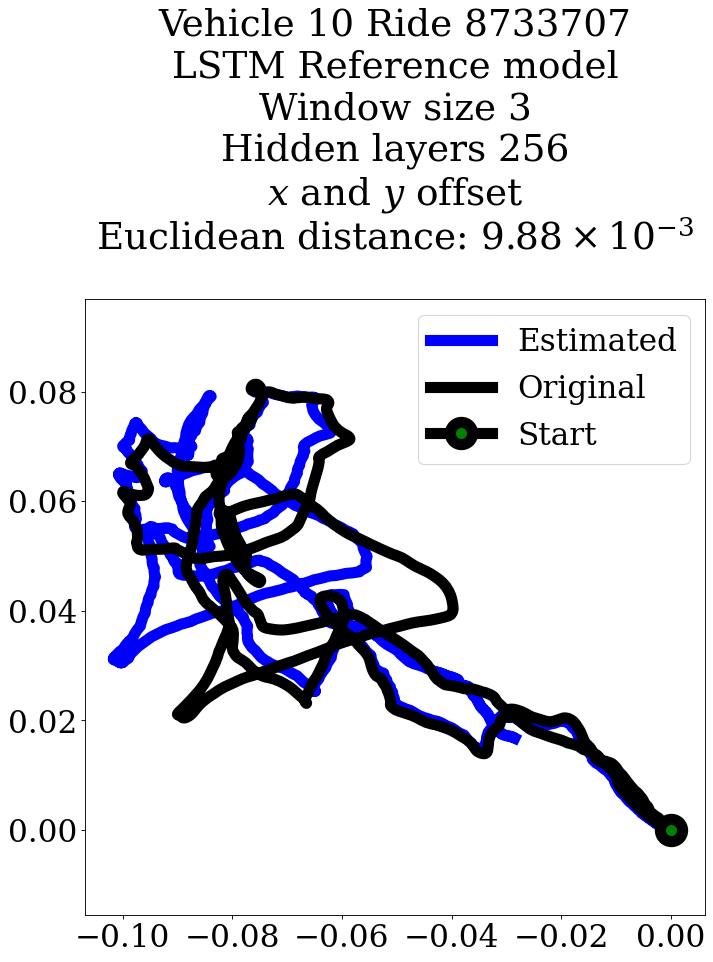 Vehicle 10 Ride 8733707
LSTM Reference model
Window size 3
Hidden layers 256
x and y offset
Euclidean distance: 9.88 × 10⁻³
Estimated
Original
Start
0.08
0.06
0.04
0.02
0.00
−0.10 −0.08 −0.06 −0.04 −0.02 0.00